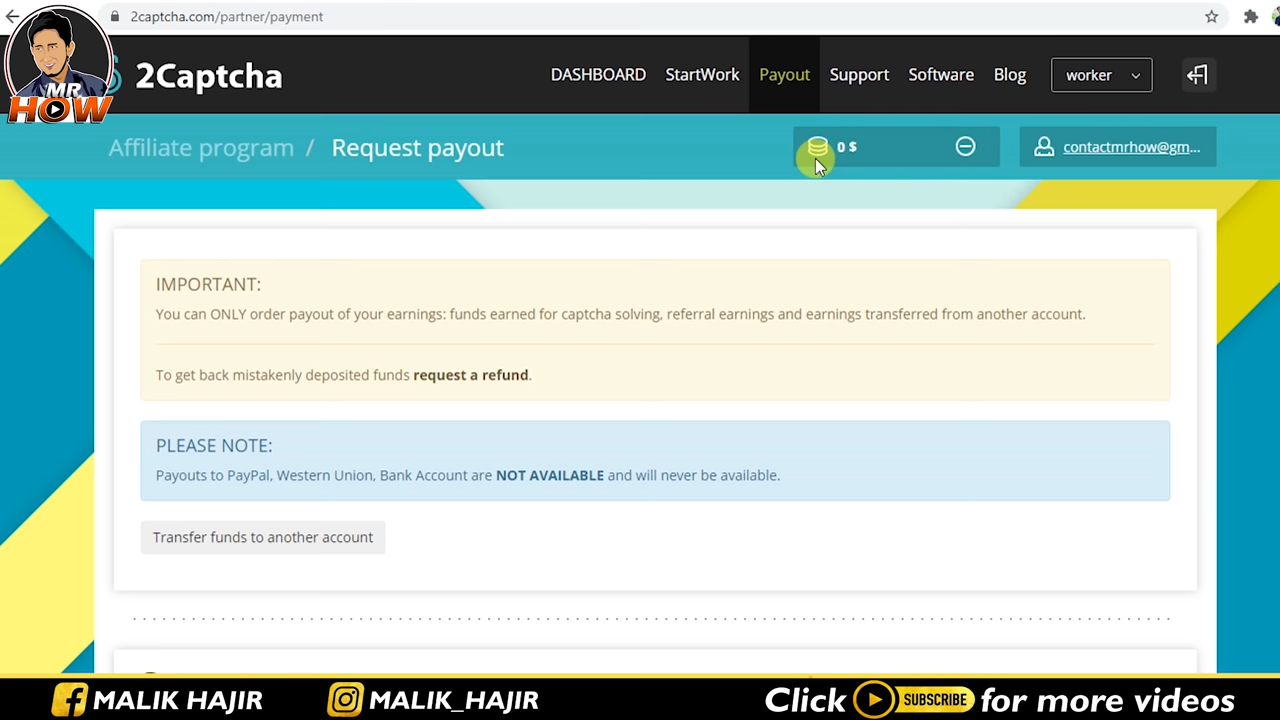 2captcha.com/partner/payment
MR
HOW
2Captcha
DASHBOARD StartWork Payout Support Software Blog worker
Affiliate program / Request payout
0 $
contactmrhow@gm...
IMPORTANT:
You can ONLY order payout of your earnings: funds earned for captcha solving, referral earnings and earnings transferred from another account.
To get back mistakenly deposited funds request a refund.
PLEASE NOTE:
Payouts to PayPal, Western Union, Bank Account are NOT AVAILABLE and will never be available.
Transfer funds to another account
MALIK HAJIR
MALIK_HAJIR
Click SUBSCRIBE for more videos